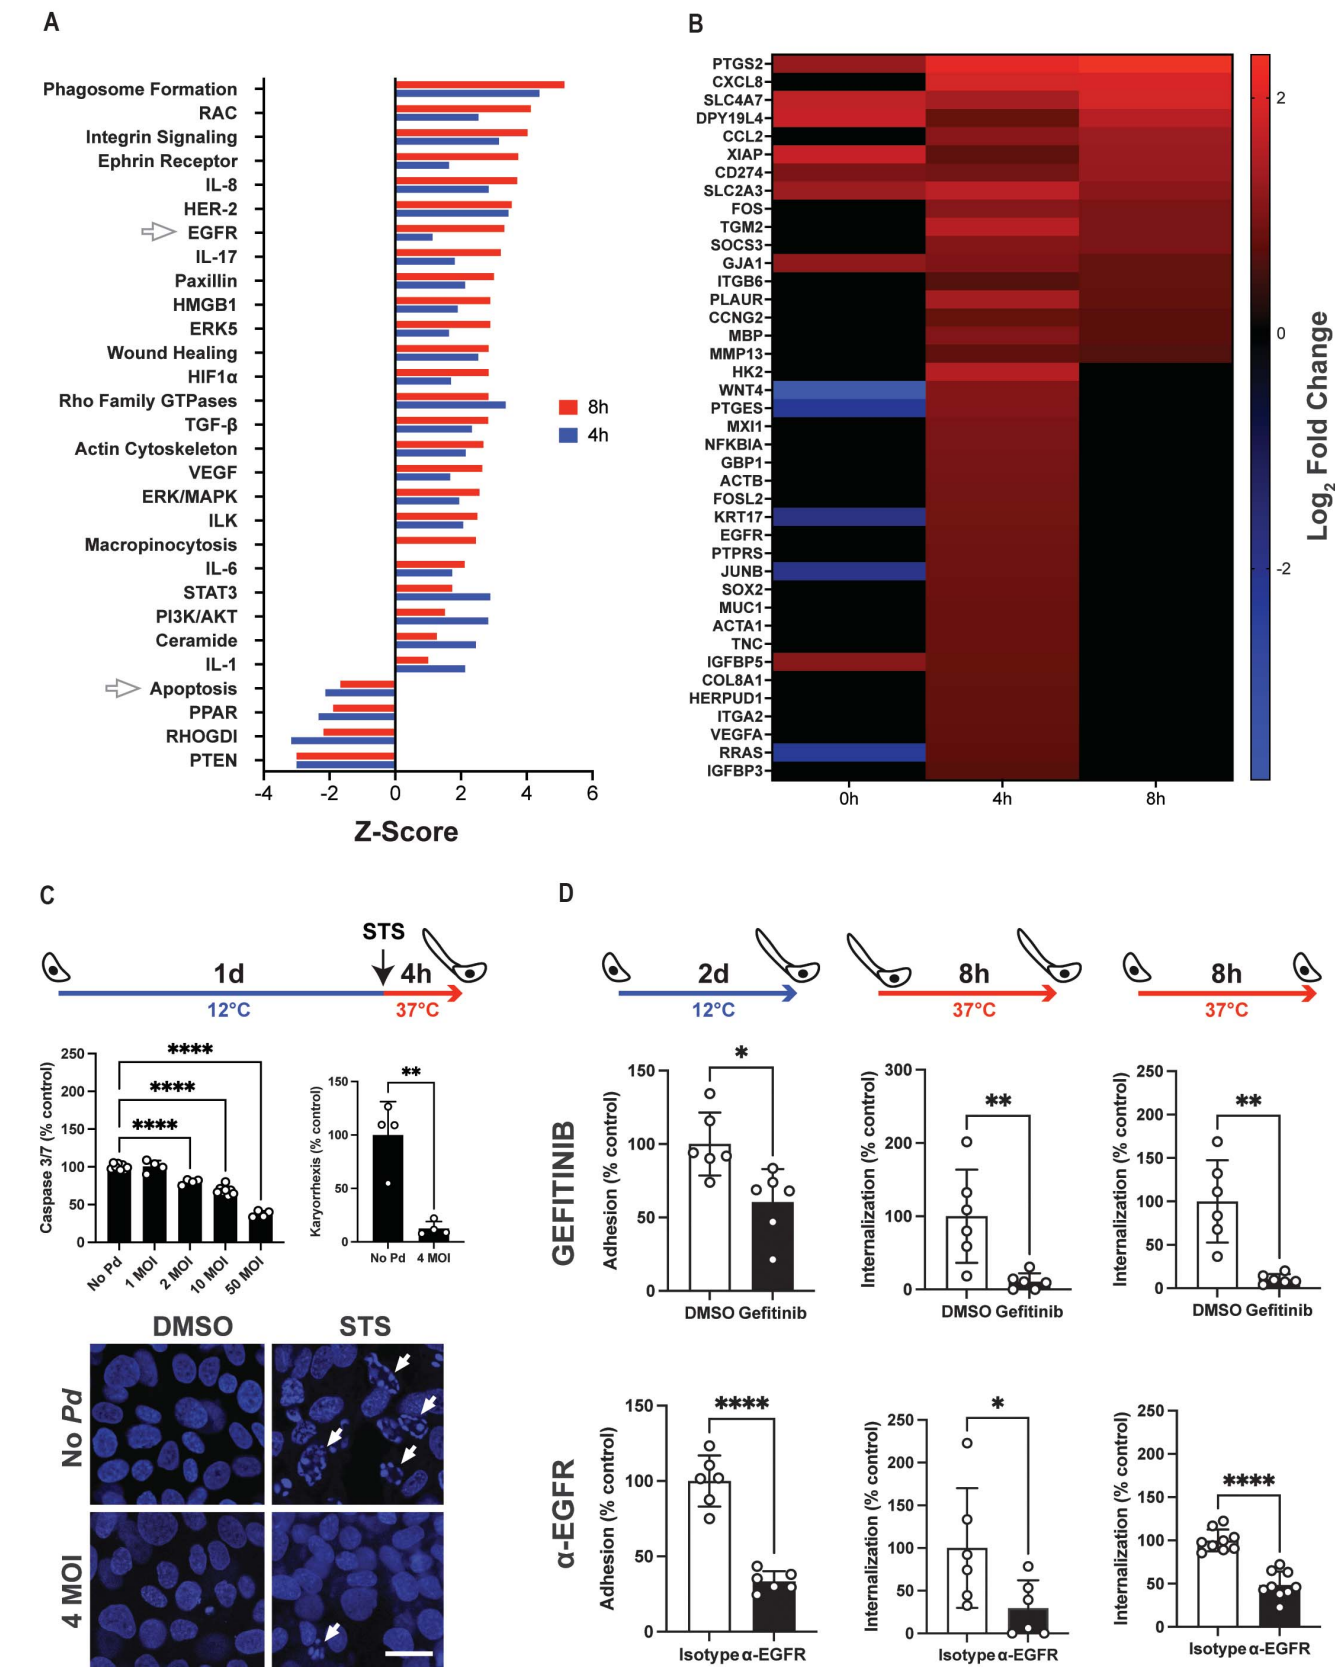 A
Phagosome Formation
RAC
Integrin Signaling
Ephrin Receptor
IL-8
HER-2
EGFR
IL-17
Paxillin
HMGB1
ERK5
Wound Healing
HIF1α
Rho Family GTPases
TGF-β
Actin Cytoskeleton
VEGF
ERK/MAPK
ILK
Macropinocytosis
IL-6
STAT3
PI3K/AKT
Ceramide
IL-1
Apoptosis
PPAR
RHOGDI
PTEN
8h
4h
-4 -2 0 2 4 6
Z-Score
B
PTGS2
CXCL8
SLC4A7
DPY19L4
CCL2
XIAP
CD274
SLC2A3
FOS
TGM2
SOCS3
GJA1
ITGB6
PLAUR
CCNG2
MBP
MMP13
HK2
WNT4
PTGES
MXI1
NFKBIA
GBP1
ACTB
FOSL2
KRT17
EGFR
PTPRS
JUNB
SOX2
MUC1
ACTA1
TNC
IGFBP5
COL8A1
HERPUD1
ITGA2
VEGFA
RRAS
IGFBP3
0h 4h 8h
2
0
-2
Log2 Fold Change
C
STS
1d 4h
12°C 37°C
Caspase 3/7 (% control)
250
200
150
100
50
0
****
****
****
No Pd 1 MOI 2 MOI 10 MOI 50 MOI
Karyorrhexis (% control)
150
100
50
0
**
No Pd 4 MOI
DMSO STS
No Pd
4 MOI
D
2d 8h 8h
12°C 37°C 37°C
GEFITINIB
Adhesion (% control)
150
100
50
0
*
DMSO Gefitinib
Internalization (% control)
300
200
100
0
**
DMSO Gefitinib
Internalization (% control)
250
200
150
100
50
0
**
DMSO Gefitinib
α-EGFR
Adhesion (% control)
150
100
50
0
****
Isotype α-EGFR
Internalization (% control)
250
200
150
100
50
0
*
Isotype α-EGFR
Internalization (% control)
250
200
150
100
50
0
****
Isotype α-EGFR